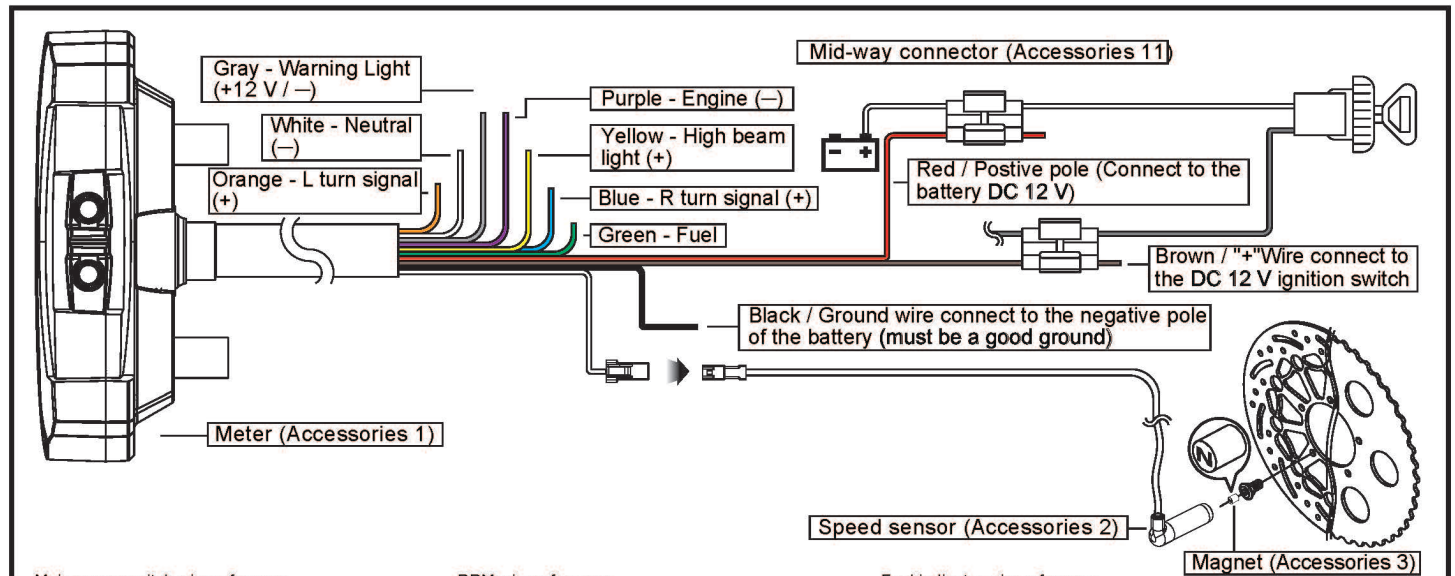 Mid-way connector (Accessories 11)
Gray - Warning Light
(+12 V / —)
Purple - Engine (—)
White - Neutral
(—)
Yellow - High beam
light (+)
Orange - L turn signal
(+)
Red / Postive pole (Connect to the
battery DC 12 V)
Blue - R turn signal (+)
Green - Fuel
Brown / "+"Wire connect to
the DC 12 V ignition switch
Black / Ground wire connect to the negative pole
of the battery (must be a good ground)
Meter (Accessories 1)
N
Speed sensor (Accessories 2)
Magnet (Accessories 3)
- +